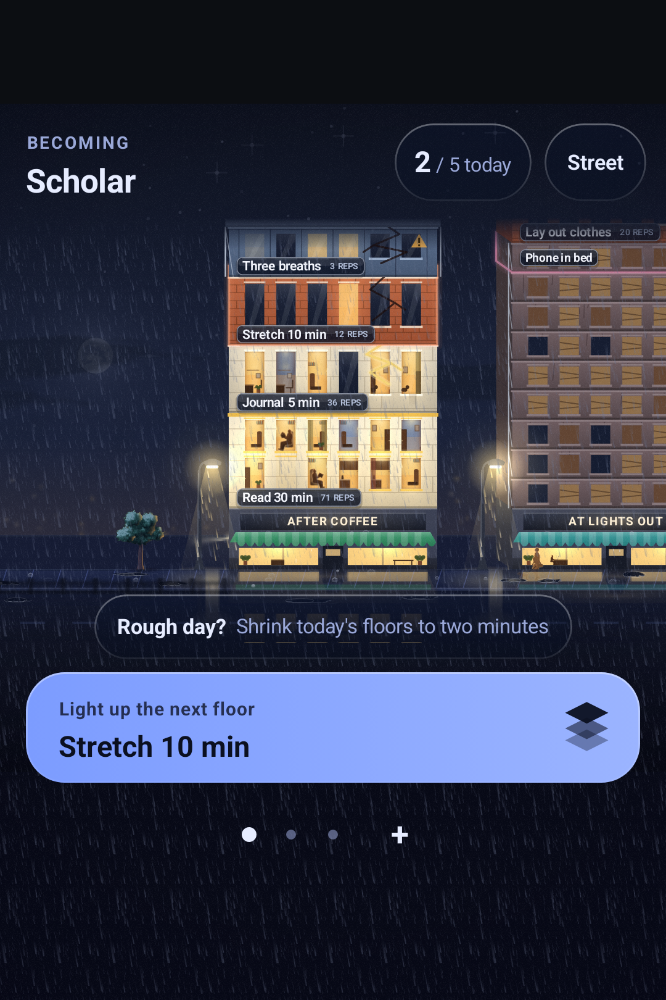 BECOMING
Scholar
2 / 5 today
Street
Lay out clothes 20 REPS
Phone in bed
Three breaths 3 REPS
Stretch 10 min 12 REPS
Journal 5 min 36 REPS
Read 30 min 71 REPS
AFTER COFFEE
AT LIGHTS OUT
Rough day? Shrink today's floors to two minutes
Light up the next floor
Stretch 10 min
+